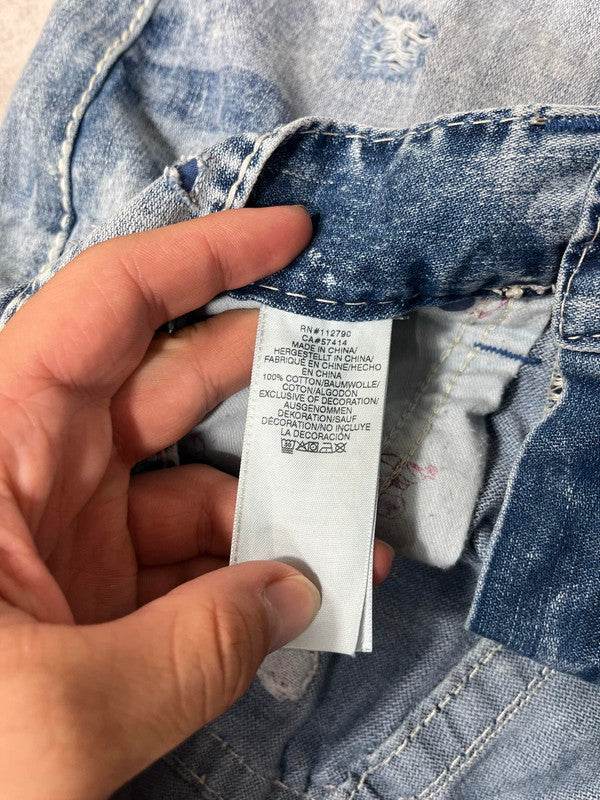 RN#112790
CA#57414
MADE IN CHINA/
HERGESTELLT IN CHINA/
FABRIQUÉ EN CHINE/HECHO
EN CHINA
100% COTTON/BAUMWOLLE/
COTON/ALGODÓN
EXCLUSIVE OF DECORATION/
AUSGENOMMEN
DEKORATION/SAUF
DÉCORATION/NO INCLUYE
LA DECORACIÓN
30